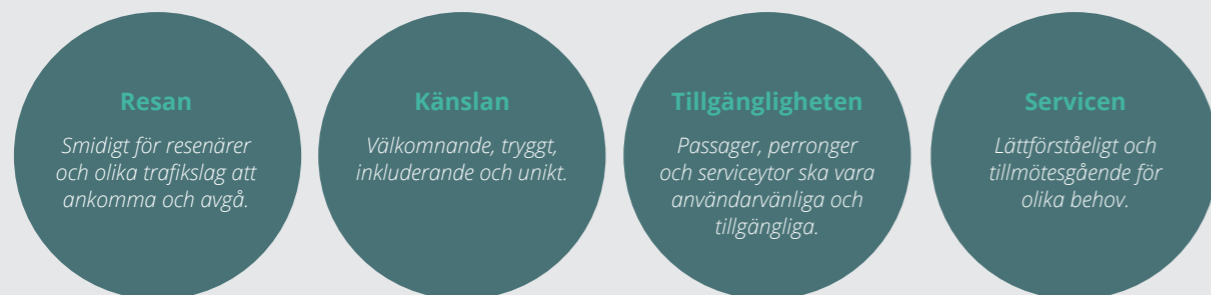 Resan
Smidigt för resenärer
och olika trafikslag att
ankomma och avgå.
Känslan
Välkomnande, tryggt,
inkluderande och unikt.
Tillgängligheten
Passager, perronger
och serviceytor ska vara
användarvänliga och
tillgängliga.
Servicen
Lättförståeligt och
tillmötesgående för
olika behov.